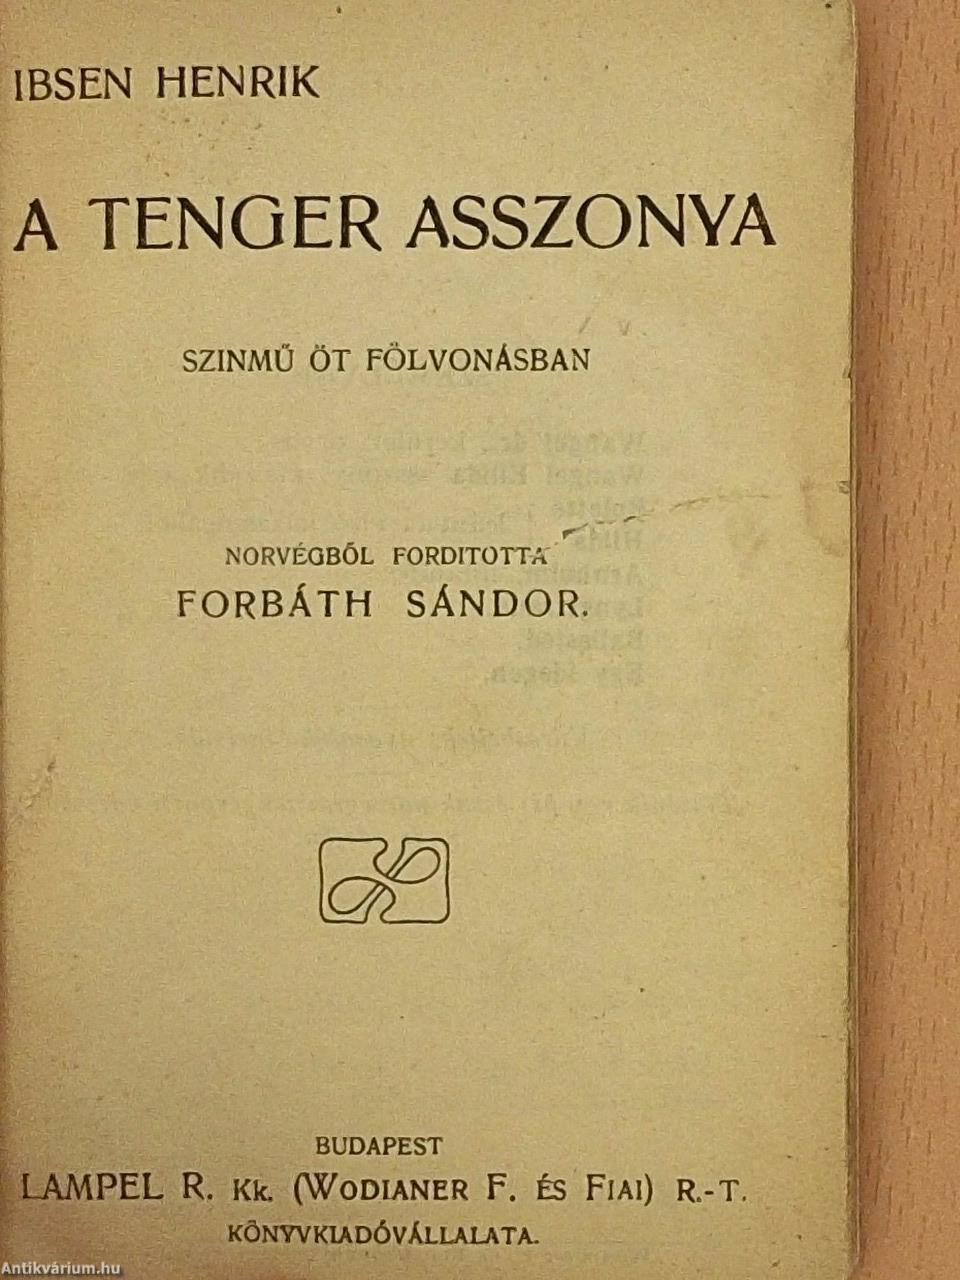 IBSEN HENRIK
A TENGER ASSZONYA
SZINMŰ ÖT FÖLVONÁSBAN
NORVÉGBŐL FORDITOTTA
FORBÁTH SÁNDOR.
BUDAPEST
LAMPEL R. KK. (WODIANER F. ÉS FIAI) R.-T.
KÖNYVKIADÓVÁLLALATA.
Antikvárium.hu